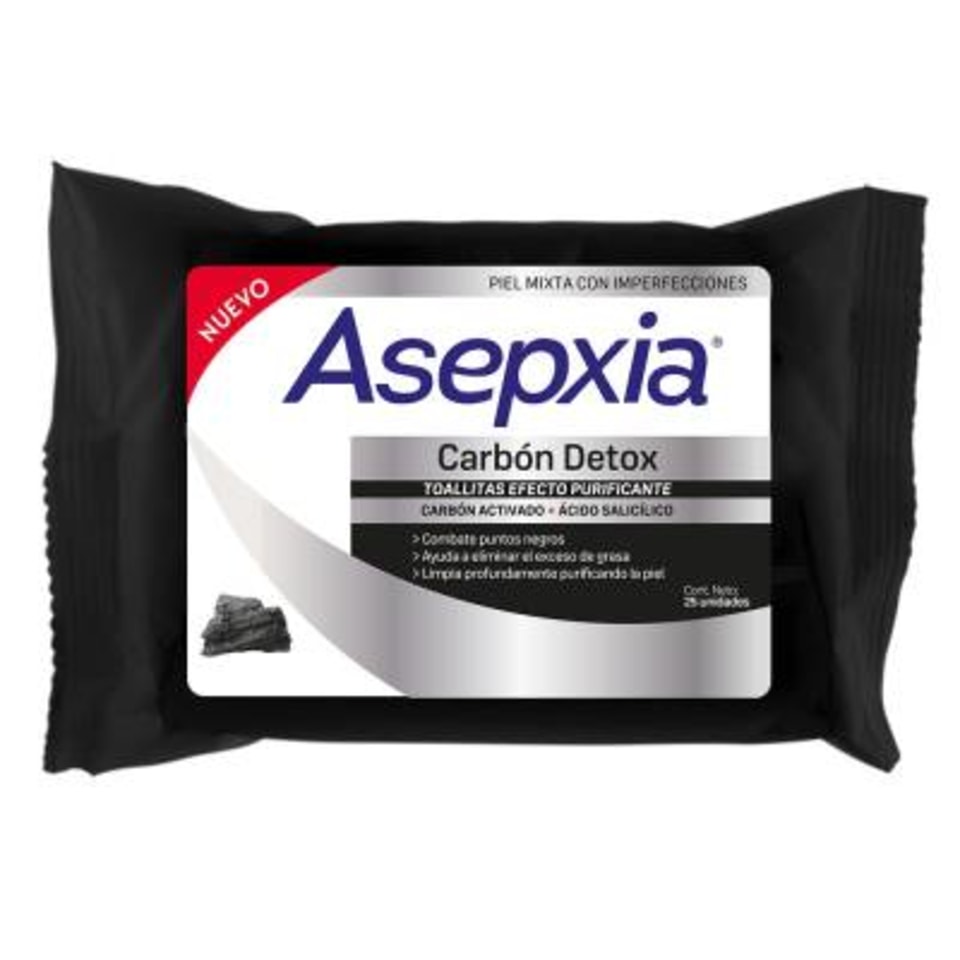 NUEVO
PIEL MIXTA CON IMPERFECCIONES
Asepxia®
Carbón Detox
TOALLITAS EFECTO PURIFICANTE
CARBÓN ACTIVADO + ÁCIDO SALICÍLICO
> Combate puntos negros
> Ayuda a eliminar el exceso de grasa
> Limpia profundamente purificando la piel
Cont. Neto:
25 unidades